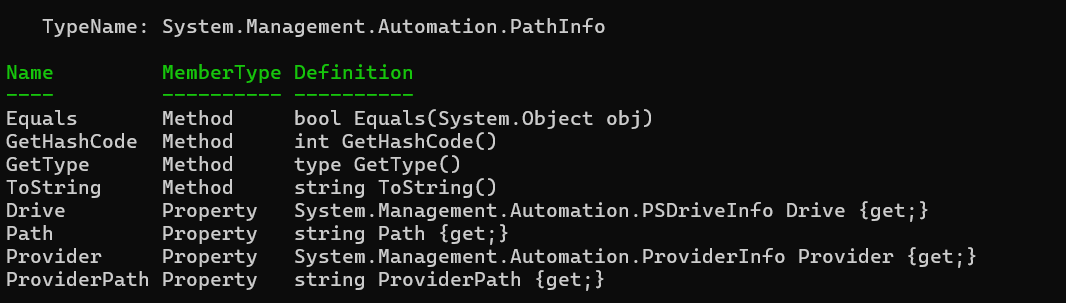 TypeName: System.Management.Automation.PathInfo
Name         MemberType Definition
----         ---------- ----------
Equals       Method     bool Equals(System.Object obj)
GetHashCode  Method     int GetHashCode()
GetType      Method     type GetType()
ToString     Method     string ToString()
Drive        Property   System.Management.Automation.PSDriveInfo Drive {get;}
Path         Property   string Path {get;}
Provider     Property   System.Management.Automation.ProviderInfo Provider {get;}
ProviderPath Property   string ProviderPath {get;}